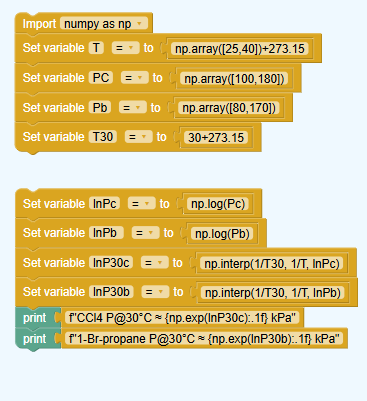 Import numpy as np
Set variable T = to np.array([25,40])+273.15
Set variable PC = to np.array([100,180])
Set variable Pb = to np.array([80,170])
Set variable T30 = to 30+273.15
Set variable lnPc = to np.log(Pc)
Set variable lnPb = to np.log(Pb)
Set variable lnP30c = to np.interp(1/T30, 1/T, lnPc)
Set variable lnP30b = to np.interp(1/T30, 1/T, lnPb)
print f"CCl4 P@30°C ≈ {np.exp(lnP30c):.1f} kPa"
print f"1-Br-propane P@30°C ≈ {np.exp(lnP30b):.1f} kPa"